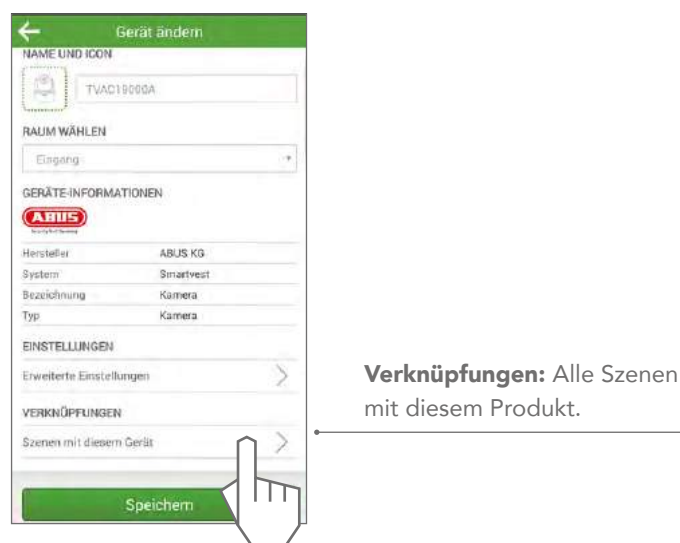 Gerät ändern
NAME UND ICON
TVAC19000A
RAUM WÄHLEN
Eingang
GERÄTE-INFORMATIONEN
ABUS
Hersteller ABUS KG
System Smartvest
Bezeichnung Kamera
Typ Kamera
EINSTELLUNGEN
Erweiterte Einstellungen
VERKNÜPFUNGEN
Szenen mit diesem Gerät
Speichern
Verknüpfungen: Alle Szenen
mit diesem Produkt.